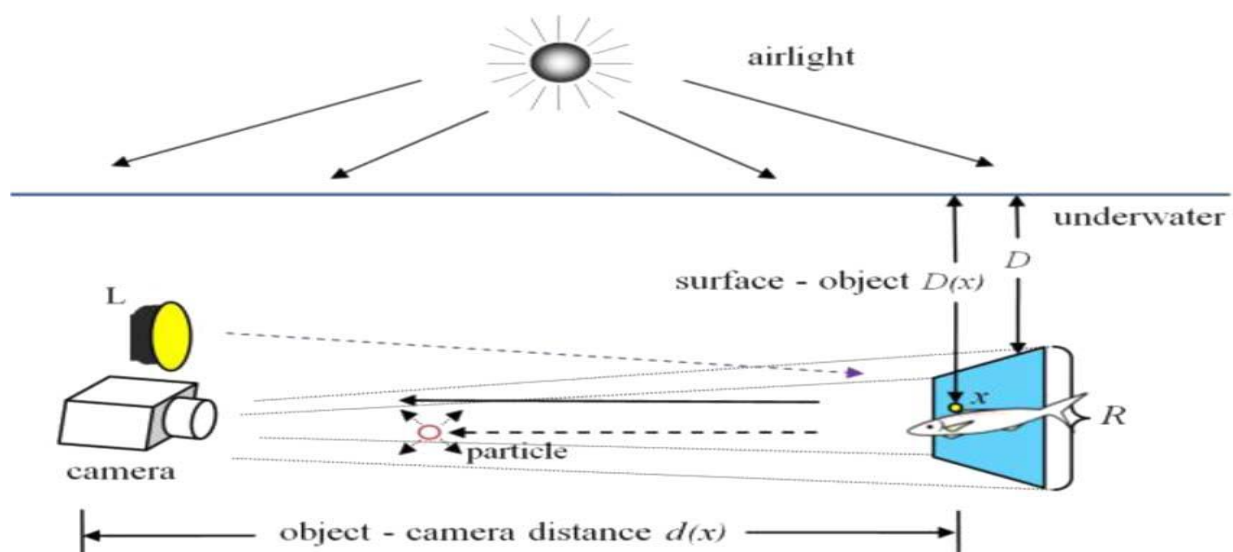 airlight
underwater
D
surface - object D(x)
L
x
R
particle
camera
object - camera distance d(x)